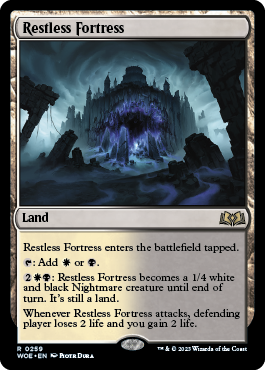 Restless Fortress
Land
Restless Fortress enters the battlefield tapped.
: Add or .
2: Restless Fortress becomes a 1/4 white
and black Nightmare creature until end
of turn. It's still a land.
Whenever Restless Fortress attacks, defending
player loses 2 life and you gain 2 life.
R 0259
WOE • EN Piotr Dura
™ & © 2023 Wizards of the Coast